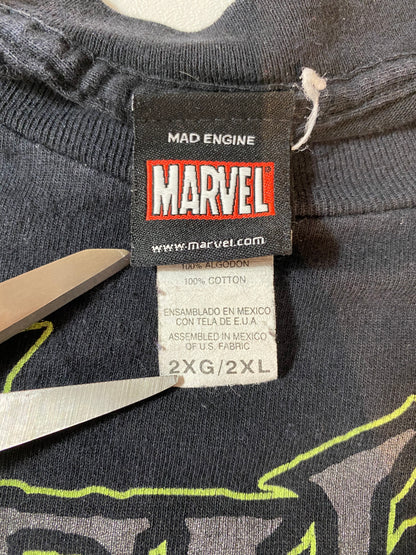 MAD ENGINE
MARVEL
www.marvel.com
100% ALGODON
100% COTTON
ENSAMBLADO EN MEXICO
CON TELA DE E.U.A.
ASSEMBLED IN MEXICO
OF U.S. FABRIC
2XG/2XL